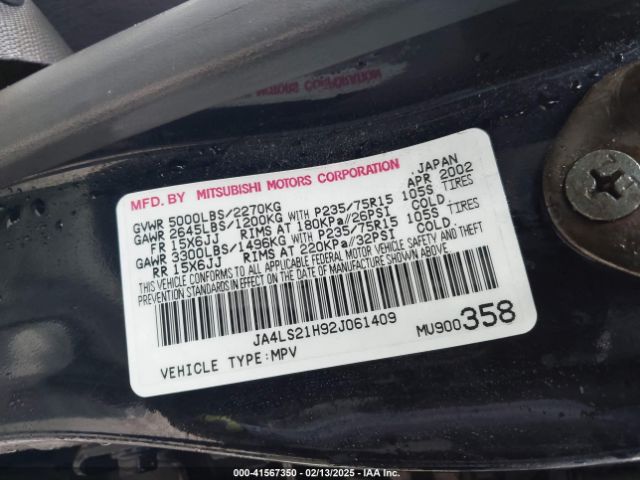 MFD. BY MITSUBISHI MOTORS CORPORATION JAPAN
GVWR 5000LBS/2270KG APR 2002
GAWR 2645LBS/1200KG WITH P235/75R15 105S TIRES
FR 15X6JJ RIMS AT 180KPa/26PSI COLD
GAWR 3300LBS/1496KG WITH P235/75R15 105S TIRES
RR 15X6JJ RIMS AT 220KPa/32PSI COLD.
THIS VEHICLE CONFORMS TO ALL APPLICABLE FEDERAL MOTOR VEHICLE SAFETY AND THEFT
PREVENTION STANDARDS IN EFFECT ON THE DATE OF MANUFACTURE SHOWN ABOVE.
JA4LS21H92J061409 MU900358
VEHICLE TYPE:MPV
00-41567350 - 02/13/2025 - IAA Inc.